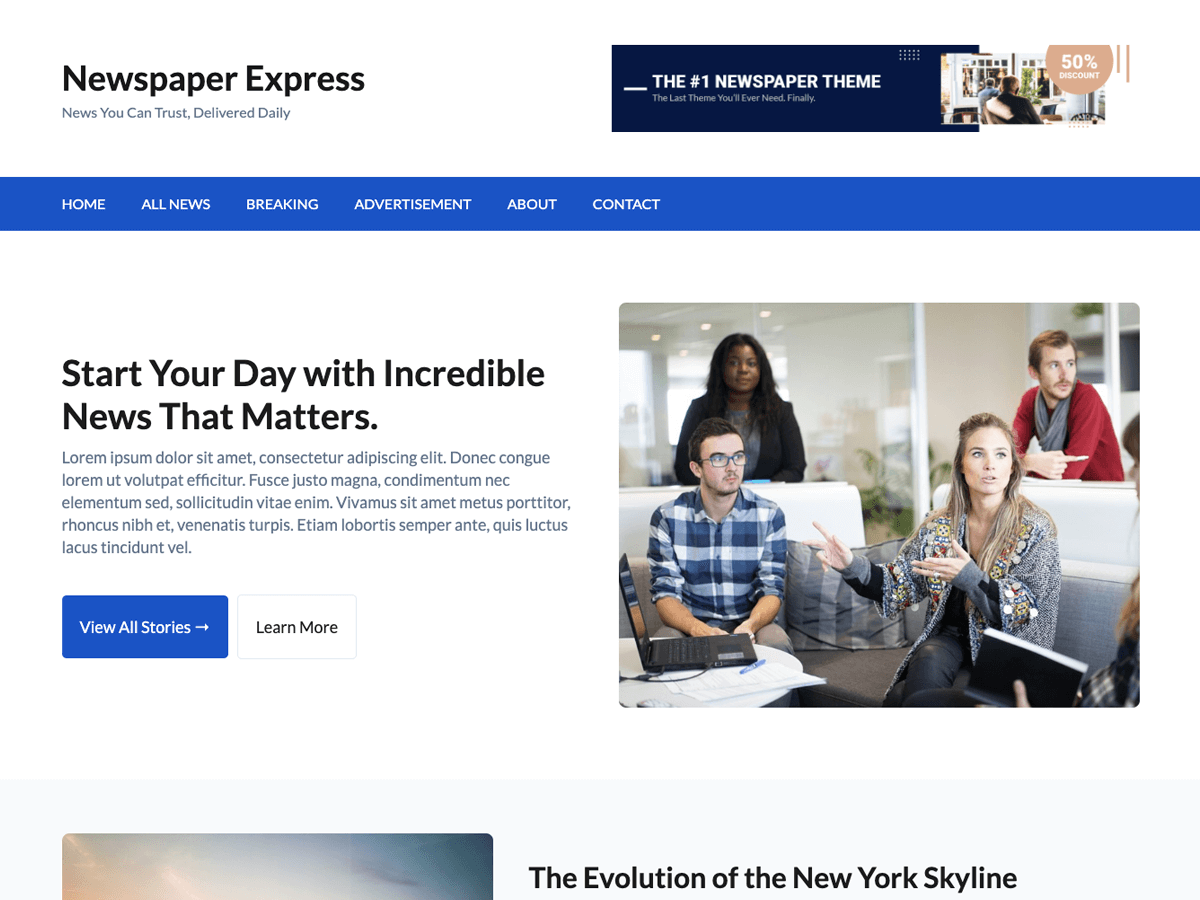 Newspaper Express
News You Can Trust, Delivered Daily
THE #1 NEWSPAPER THEME
The Last Theme You'll Ever Need. Finally.
50%
DISCOUNT
HOME ALL NEWS BREAKING ADVERTISEMENT ABOUT CONTACT
Start Your Day with Incredible
News That Matters.
Lorem ipsum dolor sit amet, consectetur adipiscing elit. Donec congue
lorem ut volutpat efficitur. Fusce justo magna, condimentum nec
elementum sed, sollicitudin vitae enim. Vivamus sit amet metus porttitor,
rhoncus nibh et, venenatis turpis. Etiam lobortis semper ante, quis luctus
lacus tincidunt vel.
View All Stories → Learn More
The Evolution of the New York Skyline